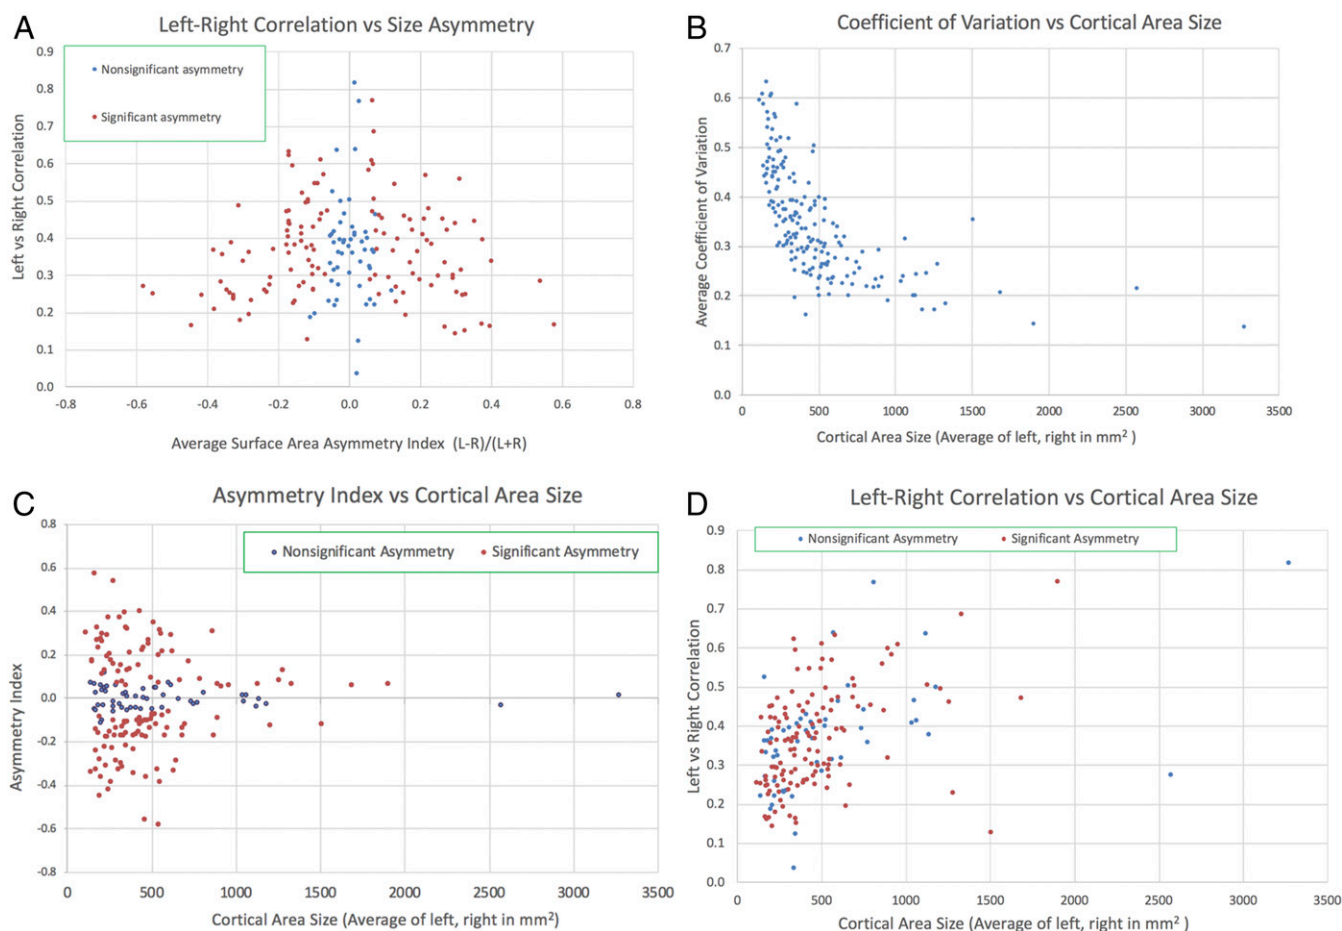 A
Left-Right Correlation vs Size Asymmetry
Nonsignificant asymmetry
Significant asymmetry
Left vs Right Correlation
0.9
0.8
0.7
0.6
0.5
0.4
0.3
0.2
0.1
0.0
-0.8 -0.6 -0.4 -0.2 0.0 0.2 0.4 0.6 0.8
Average Surface Area Asymmetry Index (L-R)/(L+R)
B
Coefficient of Variation vs Cortical Area Size
Average Coefficient of Variation
0.7
0.6
0.5
0.4
0.3
0.2
0.1
0.0
0 500 1000 1500 2000 2500 3000 3500
Cortical Area Size (Average of left, right in mm² )
C
Asymmetry Index vs Cortical Area Size
Nonsignificant Asymmetry Significant Asymmetry
Asymmetry Index
0.8
0.6
0.4
0.2
0.0
-0.2
-0.4
-0.6
-0.8
0 500 1000 1500 2000 2500 3000 3500
Cortical Area Size (Average of left, right in mm²)
D
Left-Right Correlation vs Cortical Area Size
Nonsignificant Asymmetry Significant Asymmetry
Left vs Right Correlation
0.9
0.8
0.7
0.6
0.5
0.4
0.3
0.2
0.1
0.0
0 500 1000 1500 2000 2500 3000 3500
Cortical Area Size (Average of left, right in mm² )